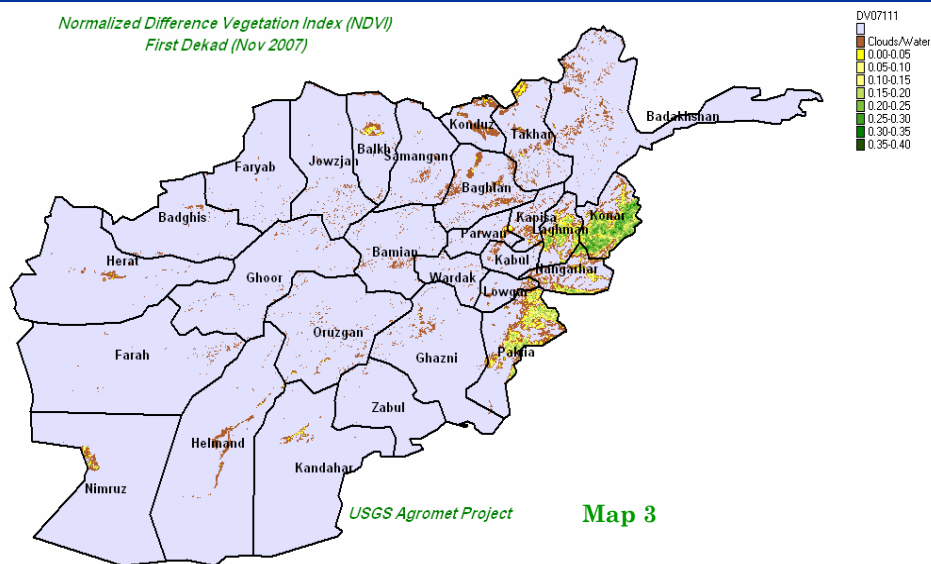 Normalized Difference Vegetation Index (NDVI)
First Dekad (Nov 2007)
DV07111
Clouds/Water
0.00-0.05
0.05-0.10
0.10-0.15
0.15-0.20
0.20-0.25
0.25-0.30
0.30-0.35
0.35-0.40
Badakhshan
Konduz
Takhar
Balkh
Samangan
Jowzjan
Faryab
Baghlan
Badghis
Kapisa
Konar
Laghman
Parwan
Herat
Bamian
Kabul
Nangarhar
Ghoor
Wardak
Lowgar
Oruzgan
Farah
Ghazni
Paktia
Zabul
Helmand
Kandahar
Nimruz
USGS Agromet Project
Map 3